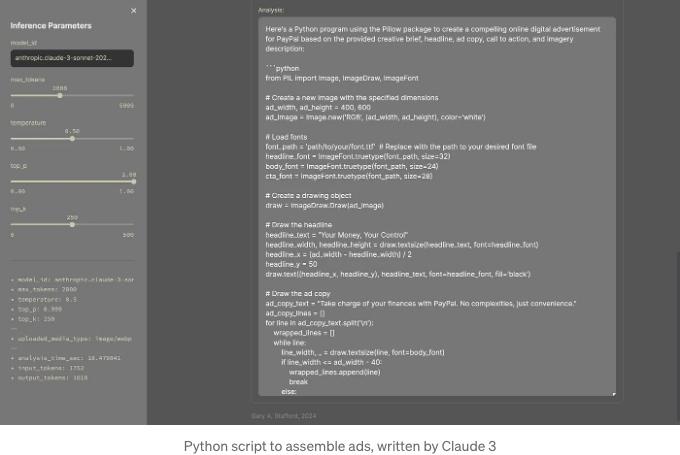 ×
Inference Parameters
model_id
anthropic.claude-3-sonnet-202...
max_tokens
2000
0 5000
temperature
0.50
0.00 1.00
top_p
1.00
0.00 1.00
top_k
250
0 500
• model_id: anthropic.claude-3-sor
• max_tokens: 2000
• temperature: 0.5
• top_p: 0.999
• top_k: 250
—
• uploaded_media_type: image/webp
—
• analysis_time_sec:
• input_tokens: 1752
• output_tokens:
Analysis:
Here's a Python program using the Pillow package to create a compelling online digital advertisement
for PayPal based on the provided creative brief, headline, ad copy, call to action, and imagery
description:
```python
from PIL import Image, ImageDraw, ImageFont
# Create a new image with the specified dimensions
ad_width, ad_height = 400, 600
ad_image = Image.new('RGB', (ad_width, ad_height), color='white')
# Load fonts
font_path = 'path/to/your/font.ttf' # Replace with the path to your desired font file
headline_font = ImageFont.truetype(font_path, size=32)
body_font = ImageFont.truetype(font_path, size=24)
cta_font = ImageFont.truetype(font_path, size=28)
# Create a drawing object
draw = ImageDraw.Draw(ad_image)
# Draw the headline
headline_text = "Your Money, Your Control"
headline_width, headline_height = draw.textsize(headline_text, font=headline_font)
headline_x = (ad_width - headline_width) / 2
headline_y = 50
draw.text((headline_x, headline_y), headline_text, font=headline_font, fill='black')
# Draw the ad copy
ad_copy_text = "Take charge of your finances with PayPal. No complexities, just convenience."
ad_copy_lines = []
for line in ad_copy_text.split('\n'):
wrapped_lines = []
while line:
line_width, _ = draw.textsize(line, font=body_font)
if line_width <= ad_width - 40:
wrapped_lines.append(line)
break
else:
Gary A. Stafford, 2024
Python script to assemble ads, written by Claude 3